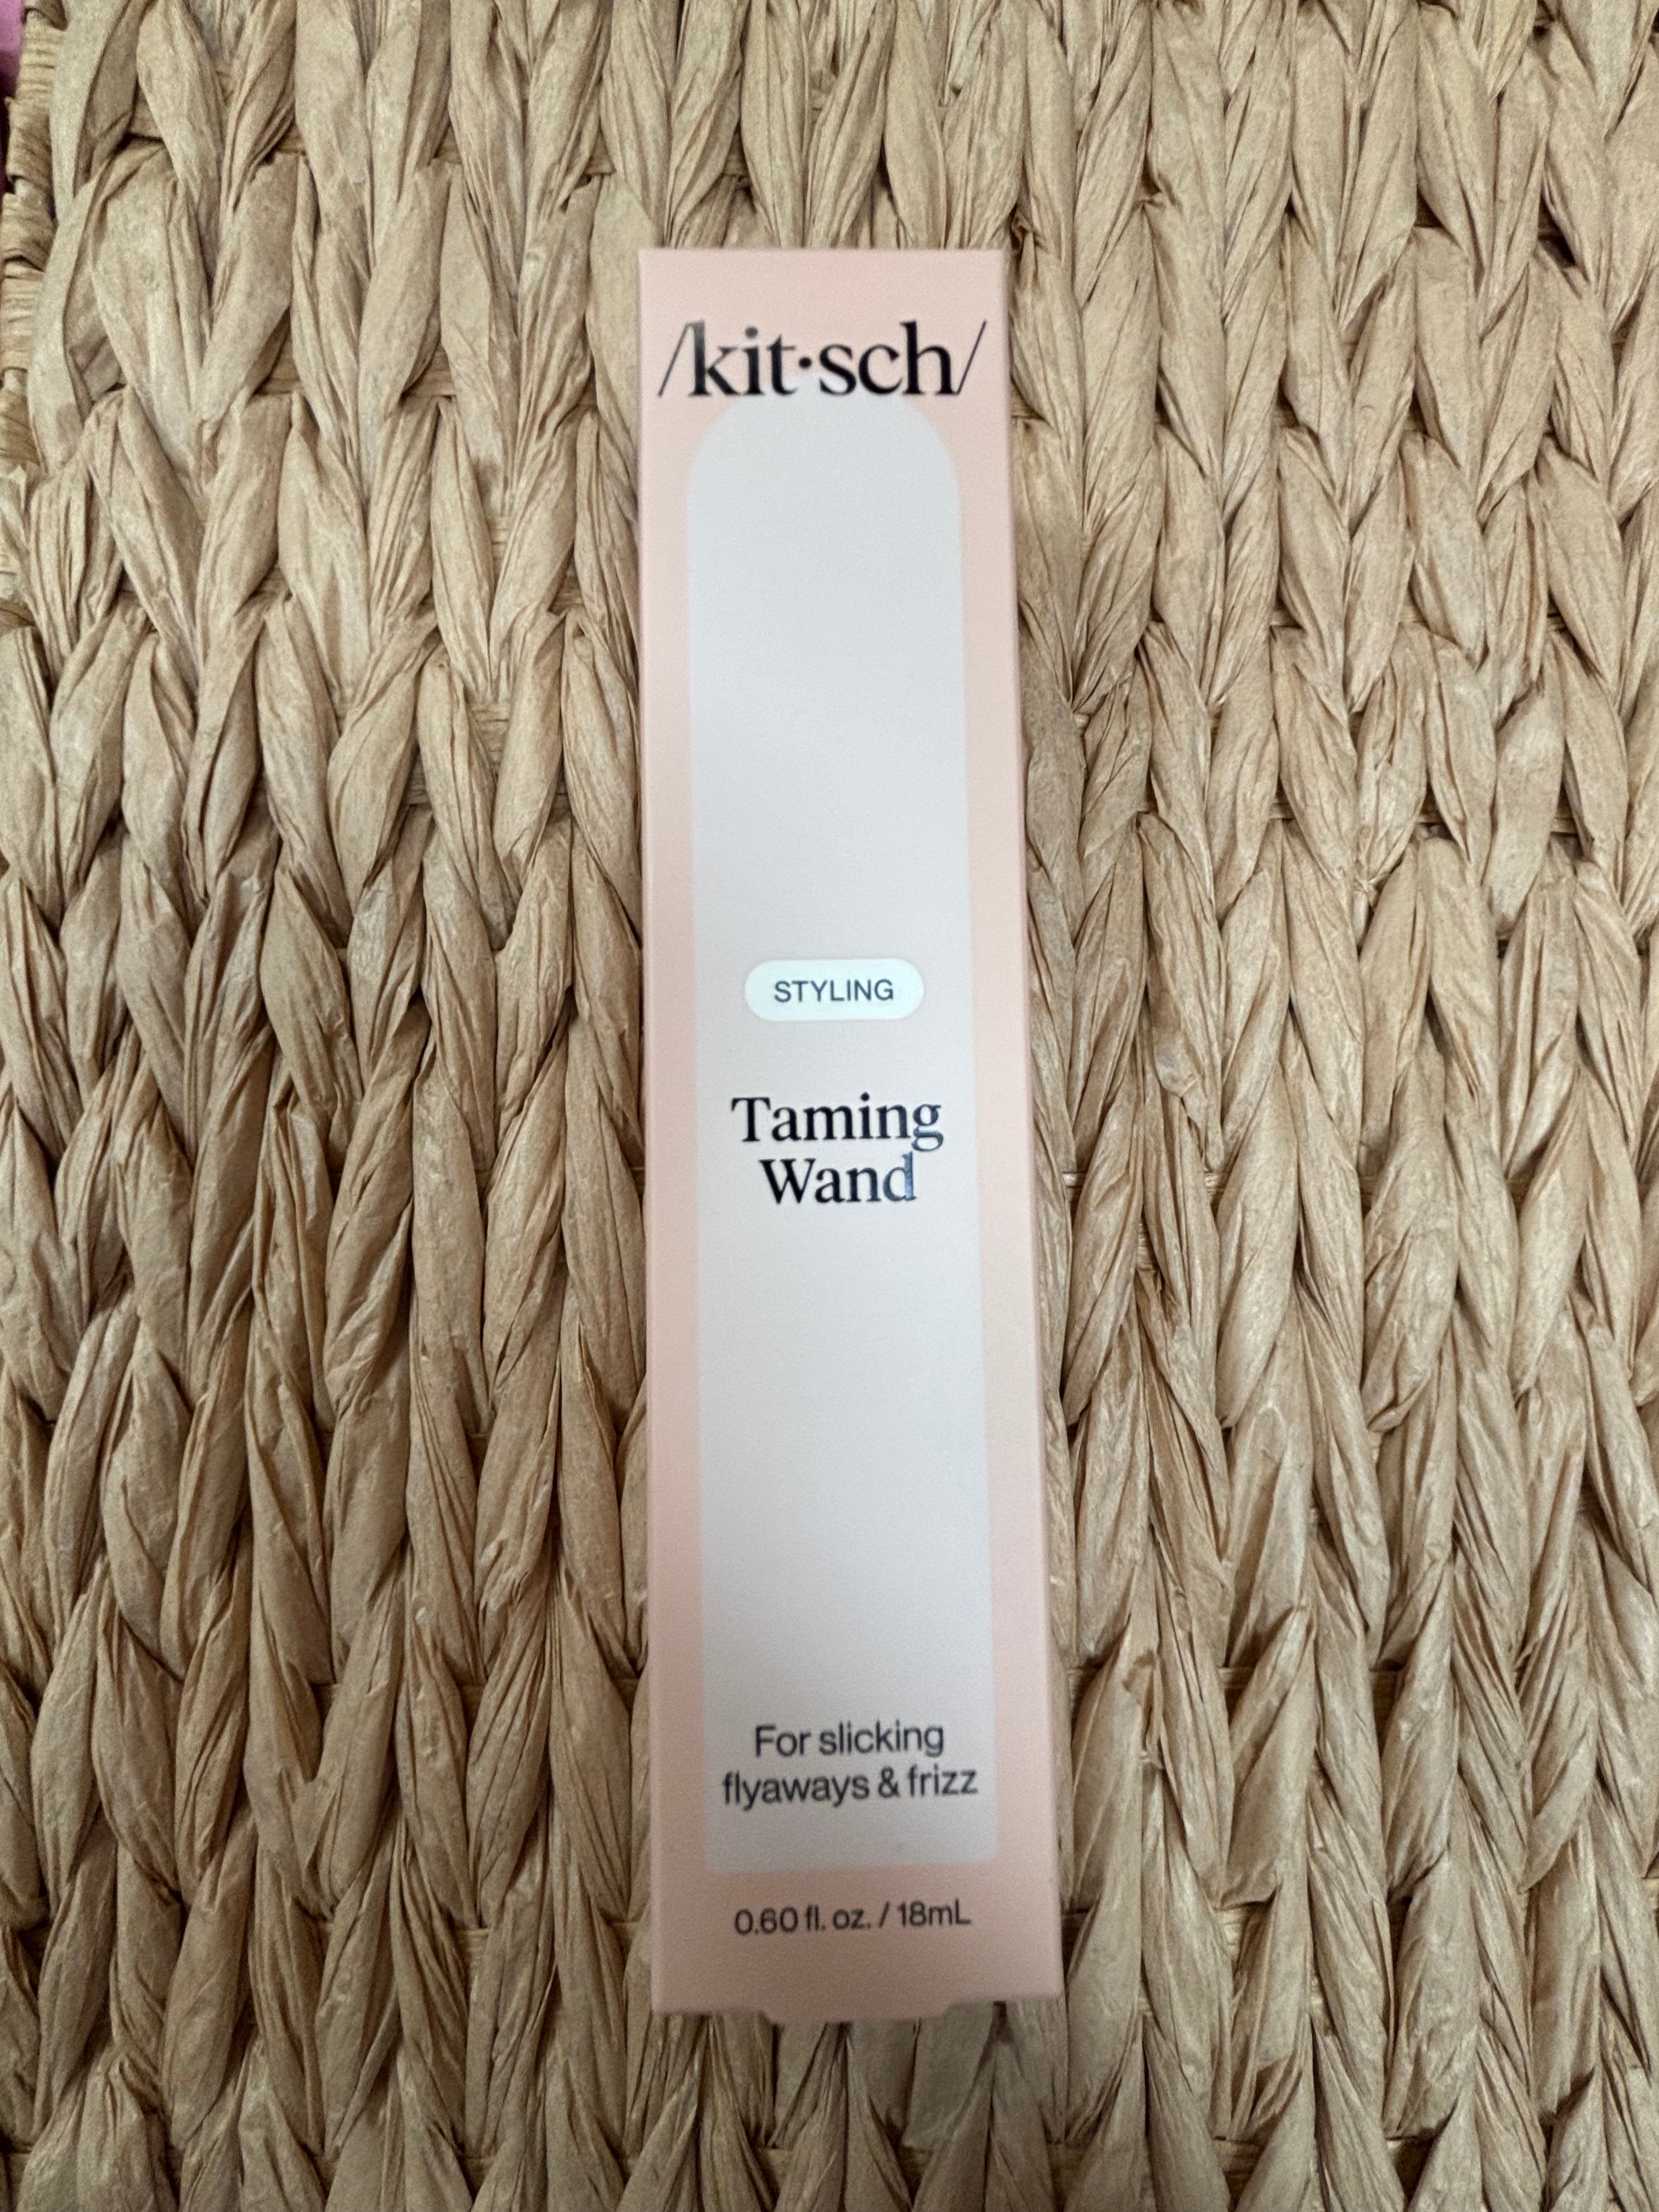 /kit·sch/
STYLING
Taming
Wand
For slicking
flyaways & frizz
0.60 fl. oz. / 18mL